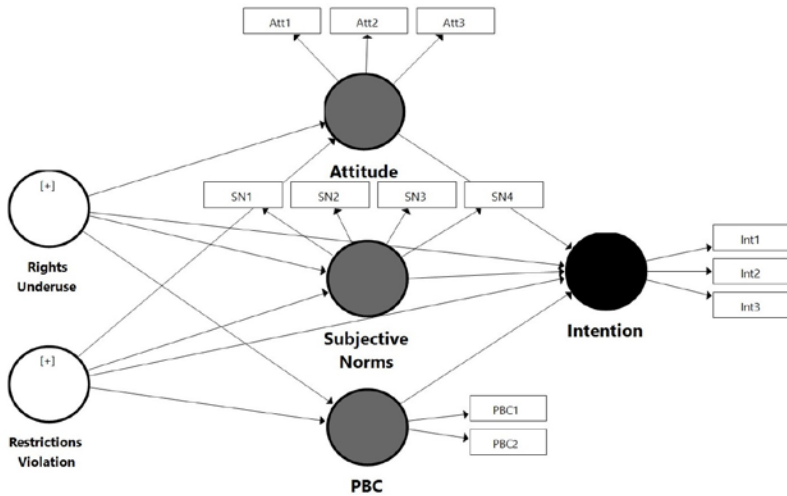 Att1
Att2
Att3
Attitude
[+]
Rights
Underuse
SN1
SN2
SN3
SN4
Subjective
Norms
Intention
Int1
Int2
Int3
[+]
Restrictions
Violation
PBC1
PBC2
PBC